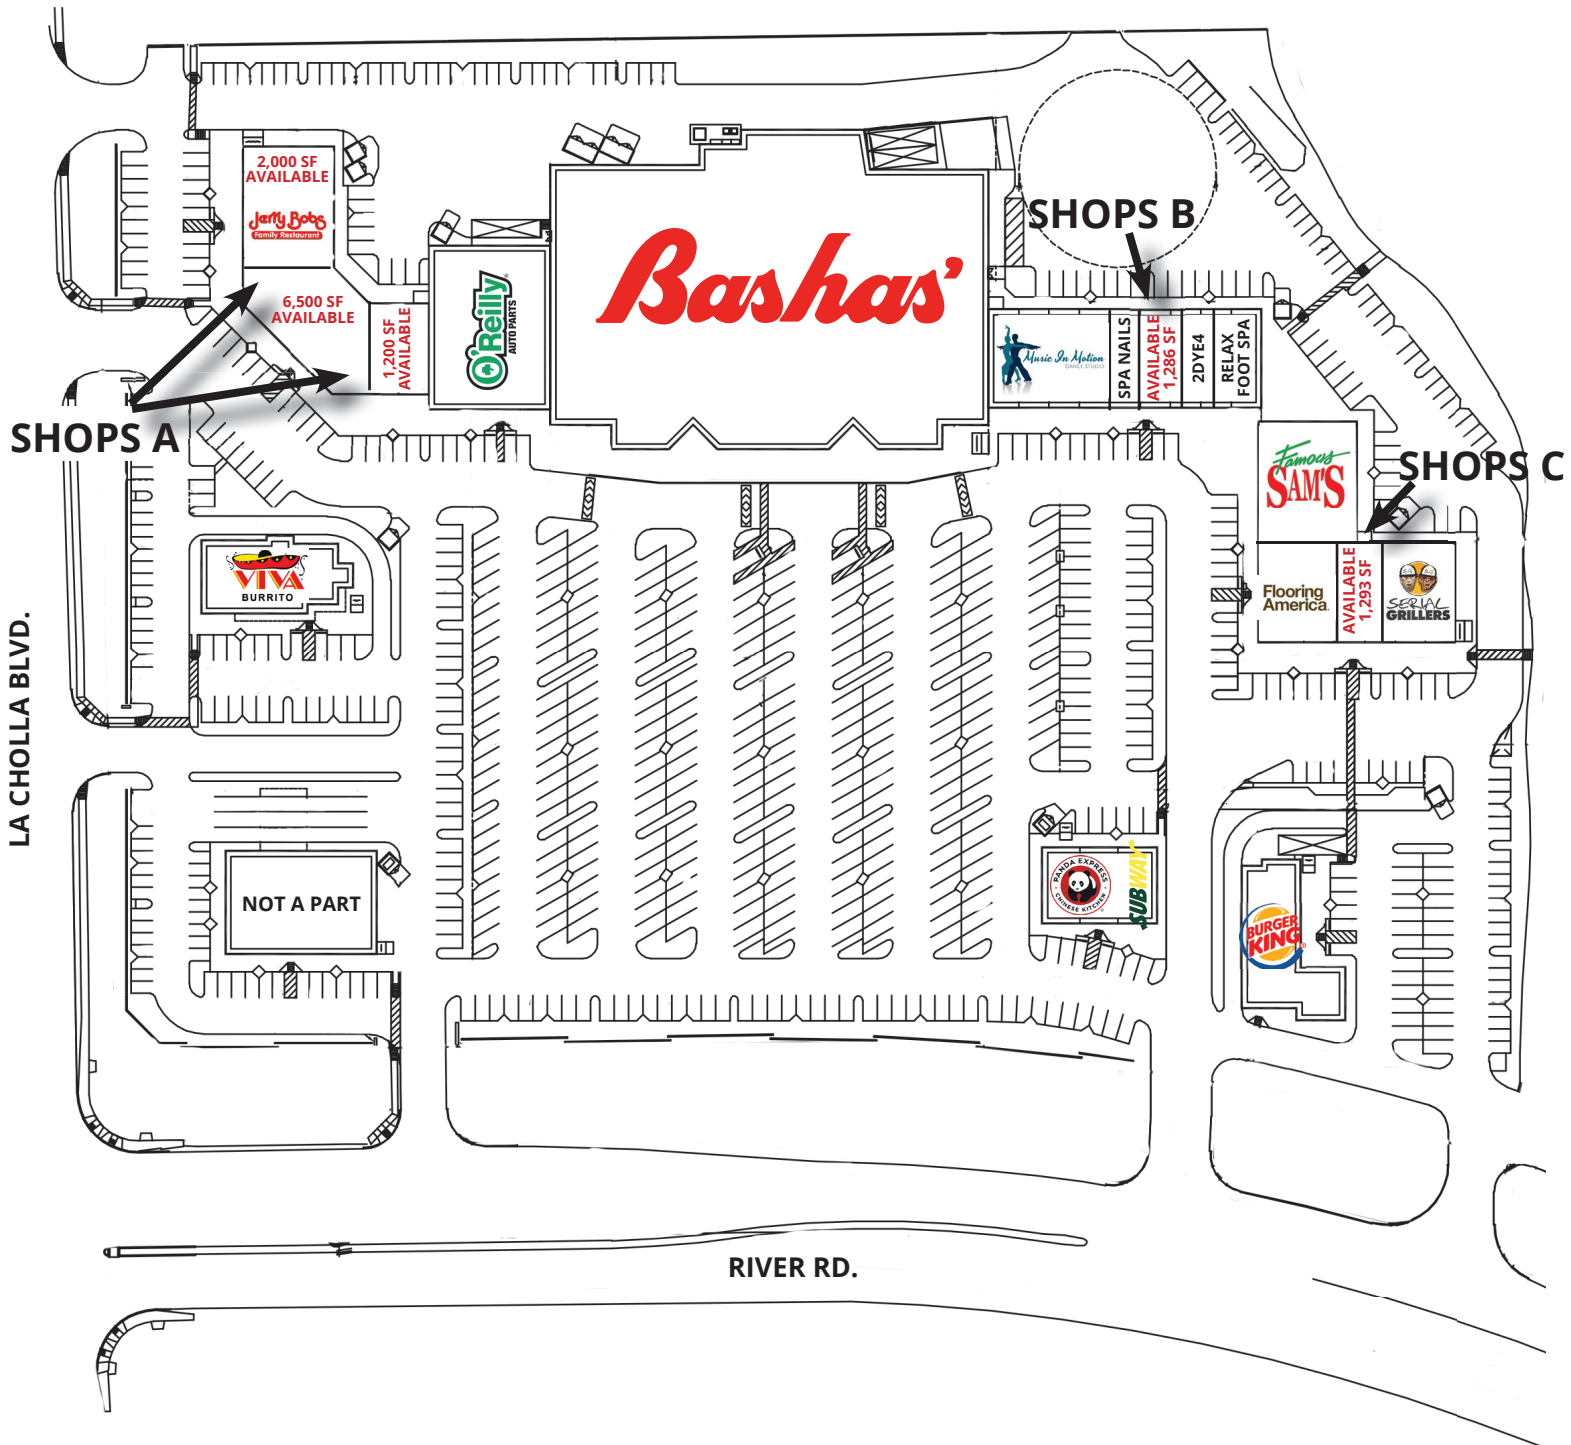 2,000 SF
AVAILABLE
Jerry Bobs
Family Restaurant
6,500 SF
AVAILABLE
1,200 SF
AVAILABLE
SHOPS A
O'Reilly
AUTO PARTS
Bashas'
SHOPS B
Music In Motion
DANCE STUDIO
SPA NAILS
AVAILABLE
1,286 SF
2DYE4
RELAX
FOOT SPA
Famous
SAM'S
SHOPS C
Flooring
America.
AVAILABLE
1,293 SF
SERIAL
GRILLERS
VIVA
BURRITO
LA CHOLLA BLVD.
NOT A PART
PANDA EXPRESS
CHINESE KITCHEN
SUBWAY
BURGER
KING
RIVER RD.